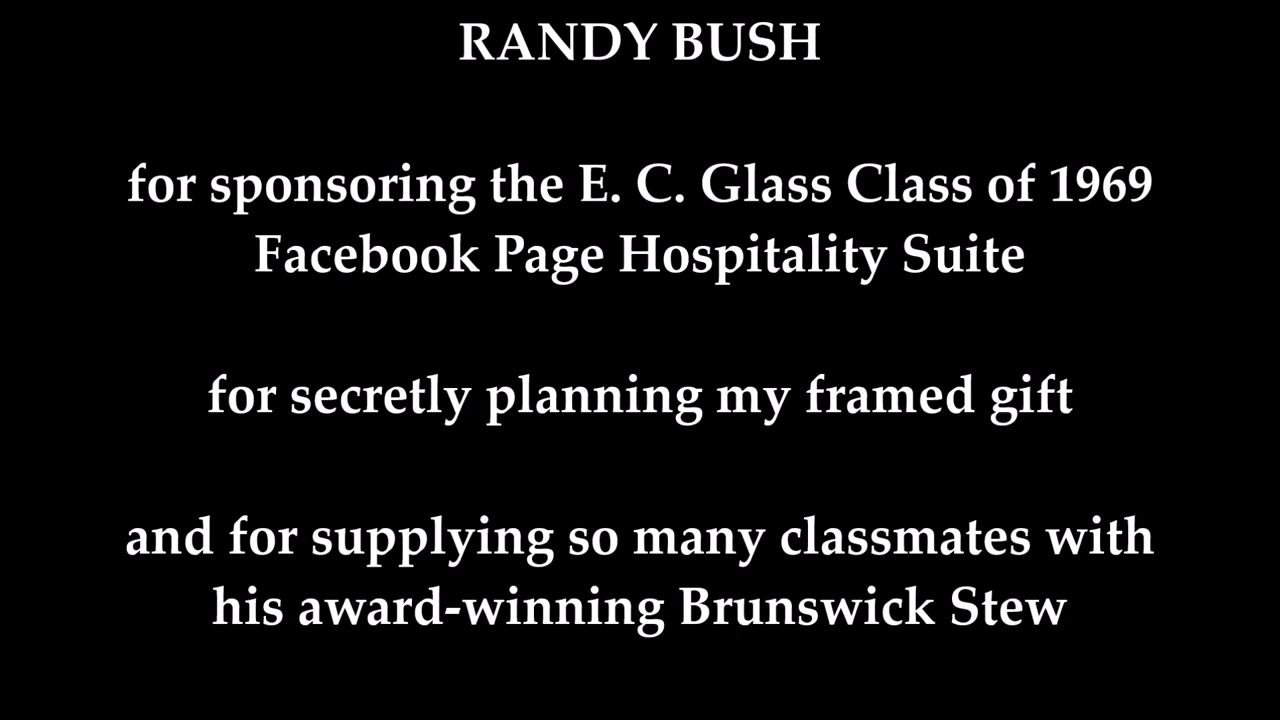 RANDY BUSH
for sponsoring the E. C. Glass Class of 1969
Facebook Page Hospitality Suite
for secretly planning my framed gift
and for supplying so many classmates with
his award-winning Brunswick Stew